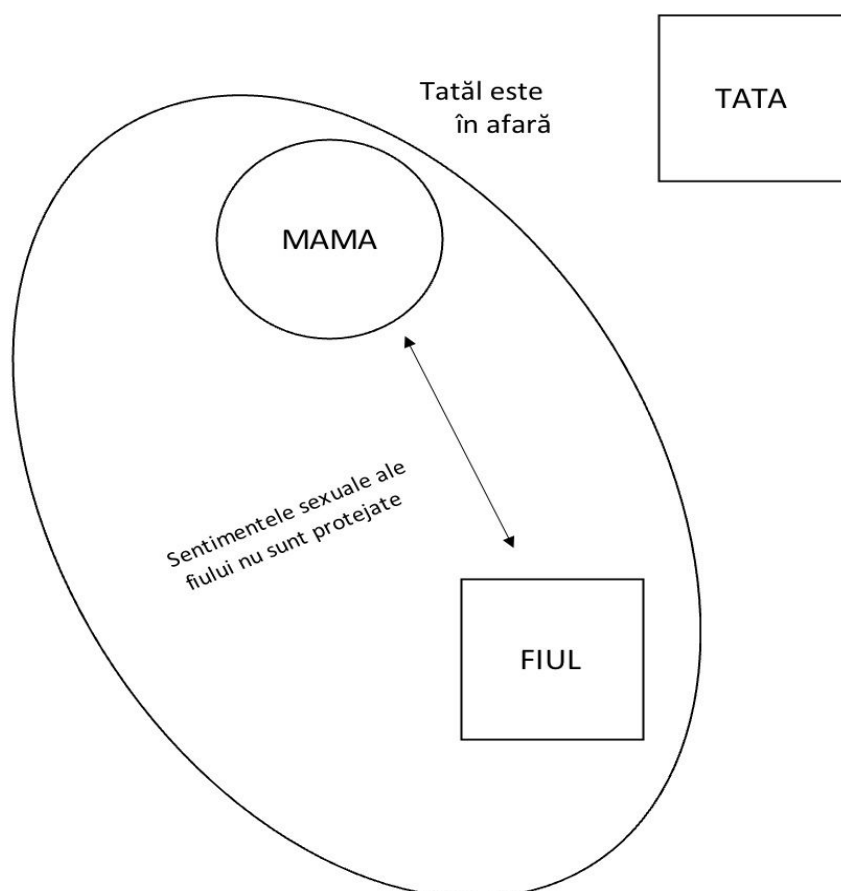 Tatăl este
în afară
TATA
MAMA
Sentimentele sexuale ale
fiului nu sunt protejate
FIUL